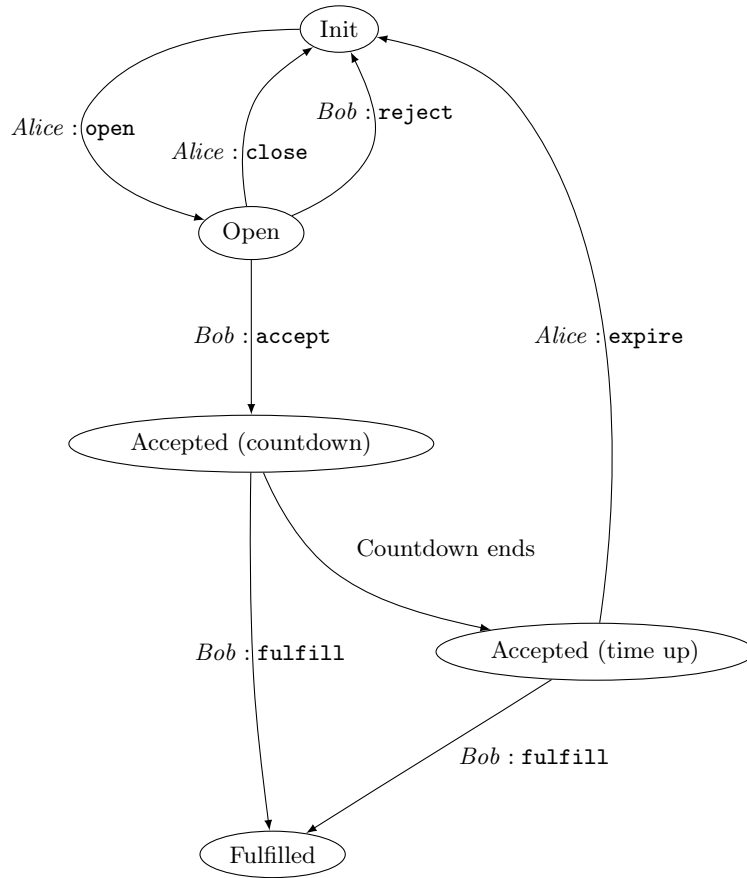 Init
Alice : open
Bob : reject
Alice : close
Open
Bob : accept
Alice : expire
Accepted (countdown)
Countdown ends
Bob : fulfill
Accepted (time up)
Bob : fulfill
Fulfilled